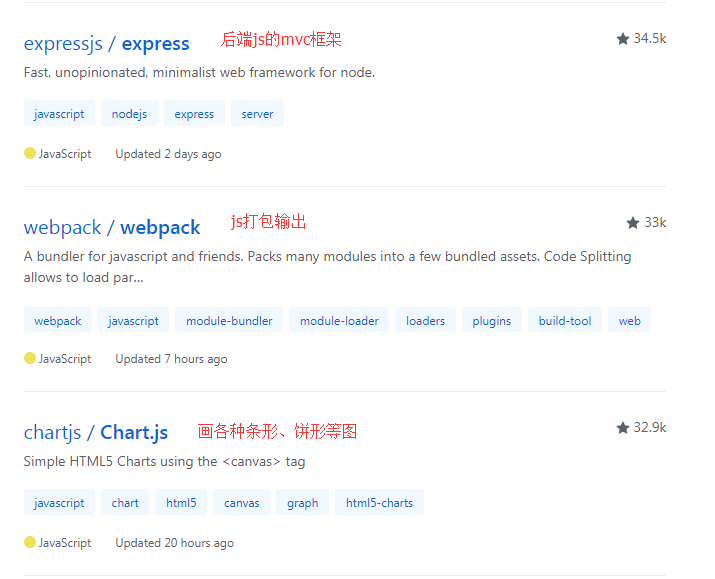 expressjs / express 后端js的mvc框架 34.5k
Fast, unopinionated, minimalist web framework for node.
javascript nodejs express server
JavaScript Updated 2 days ago
webpack / webpack js打包输出 33k
A bundler for javascript and friends. Packs many modules into a few bundled assets. Code Splitting
allows to load par...
webpack javascript module-bundler module-loader loaders plugins build-tool web
JavaScript Updated 7 hours ago
chartjs / Chart.js 画各种条形、饼形等图 32.9k
Simple HTML5 Charts using the <canvas> tag
javascript chart html5 canvas graph html5-charts
JavaScript Updated 20 hours ago